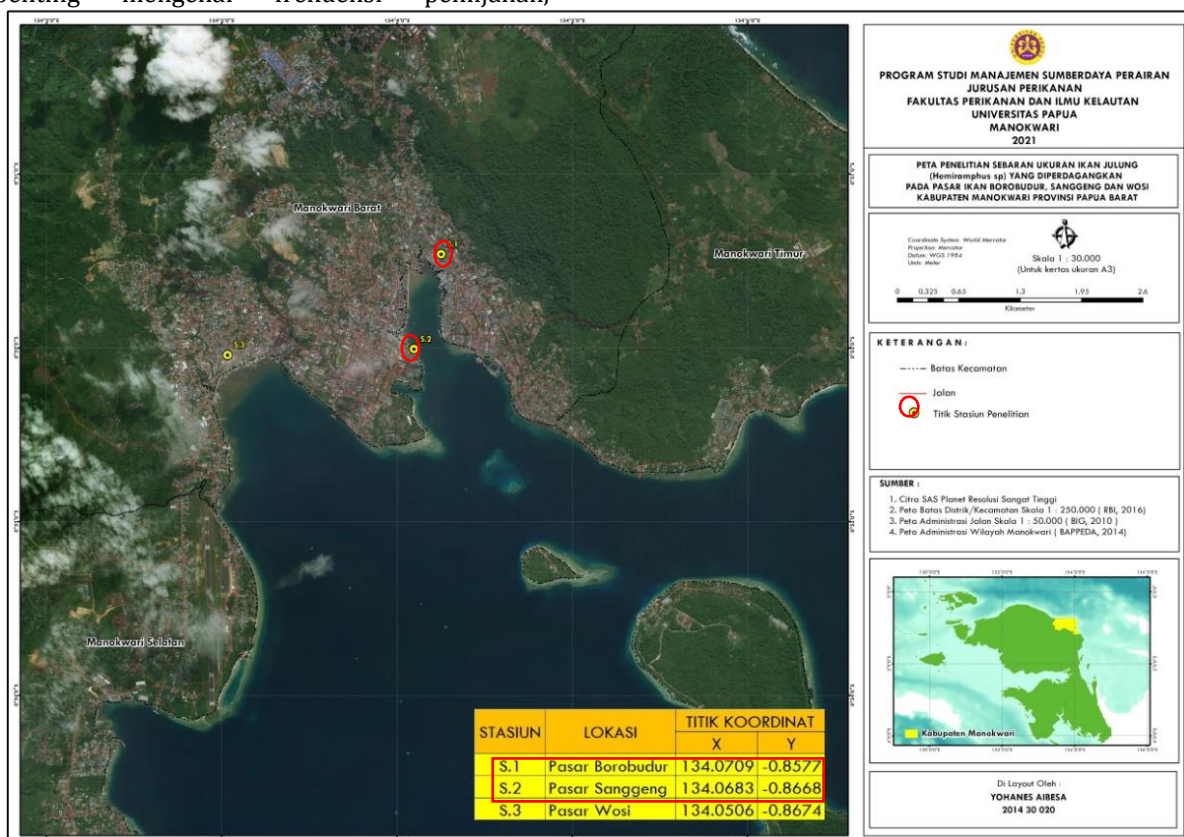 mengenai frekuensi pemijahan,
PROGRAM STUDI MANAJEMEN SUMBERDAYA PERAIRAN
JURUSAN PERIKANAN
FAKULTAS PERIKANAN DAN ILMU KELAUTAN
UNIVERSITAS PAPUA
MANOKWARI
2021
PETA PENELITIAN SEBARAN UKURAN IKAN JULUNG
(Hemiramphus sp) YANG DIPERDAGANGKAN
PADA PASAR IKAN BOROBUDUR, SANGGENG DAN WOSI
KABUPATEN MANOKWARI PROVINSI PAPUA BARAT
Coordinate System: World Mercator
Projection: Mercator
Datum: WGS 1984
Units: Meter
Skala 1 : 30.000
(Untuk kertas ukuran A3)
0 0.325 0.65 1.3 1.95 2.6
Kilometer
KETERANGAN:
Batas Kecamatan
Jalan
Titik Stasiun Penelitian
SUMBER :
1. Citra SAS Planet Resolusi Sangat Tinggi
2. Peta Batas Distrik/Kecamatan Skala 1 : 250.000 ( RBI, 2016)
3. Peta Administrasi Jalan Skala 1 : 50.000 ( BIG, 2010 )
4. Peta Administrasi Wilayah Manokwari ( BAPPEDA, 2014)
Kabupaten Manokwari
Di Layout Oleh :
YOHANES AIBESA
2014 30 020
Manokwari Barat
Manokwari Timur
S.3
S.2
Manokwari Selatan
STASIUN LOKASI TITIK KOORDINAT
X Y
S.1 Pasar Borobudur 134.0709 -0.8577
S.2 Pasar Sanggeng 134.0683 -0.8668
S.3 Pasar Wosi 134.0506 -0.8674